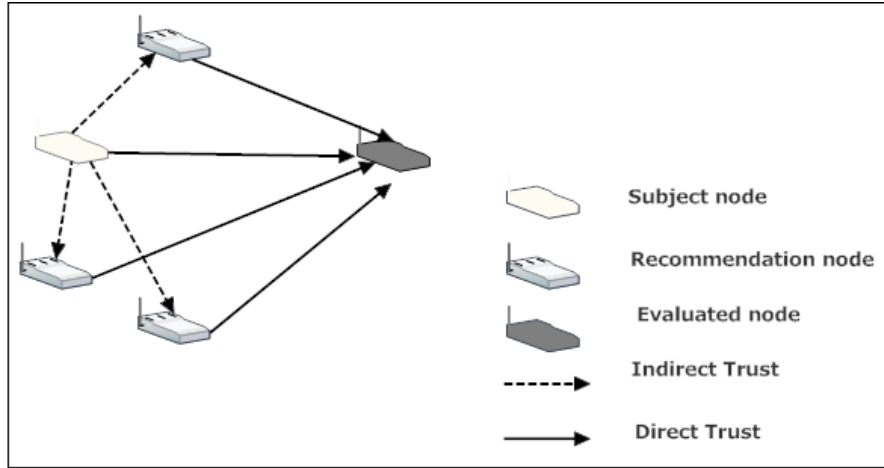 Subject node
Recommendation node
Evaluated node
Indirect Trust
Direct Trust